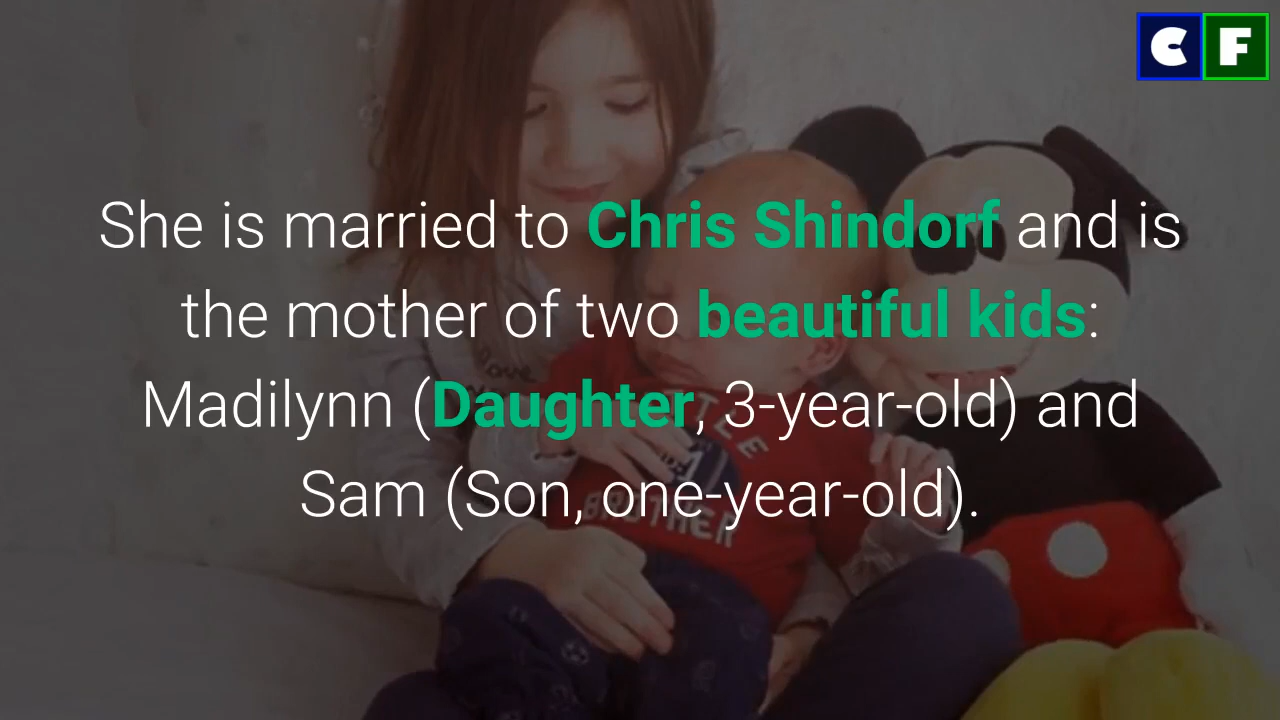 CF
She is married to Chris Shindorf and is
the mother of two beautiful kids:
Madilynn (Daughter, 3-year-old) and
Sam (Son, one-year-old).
BROTHER